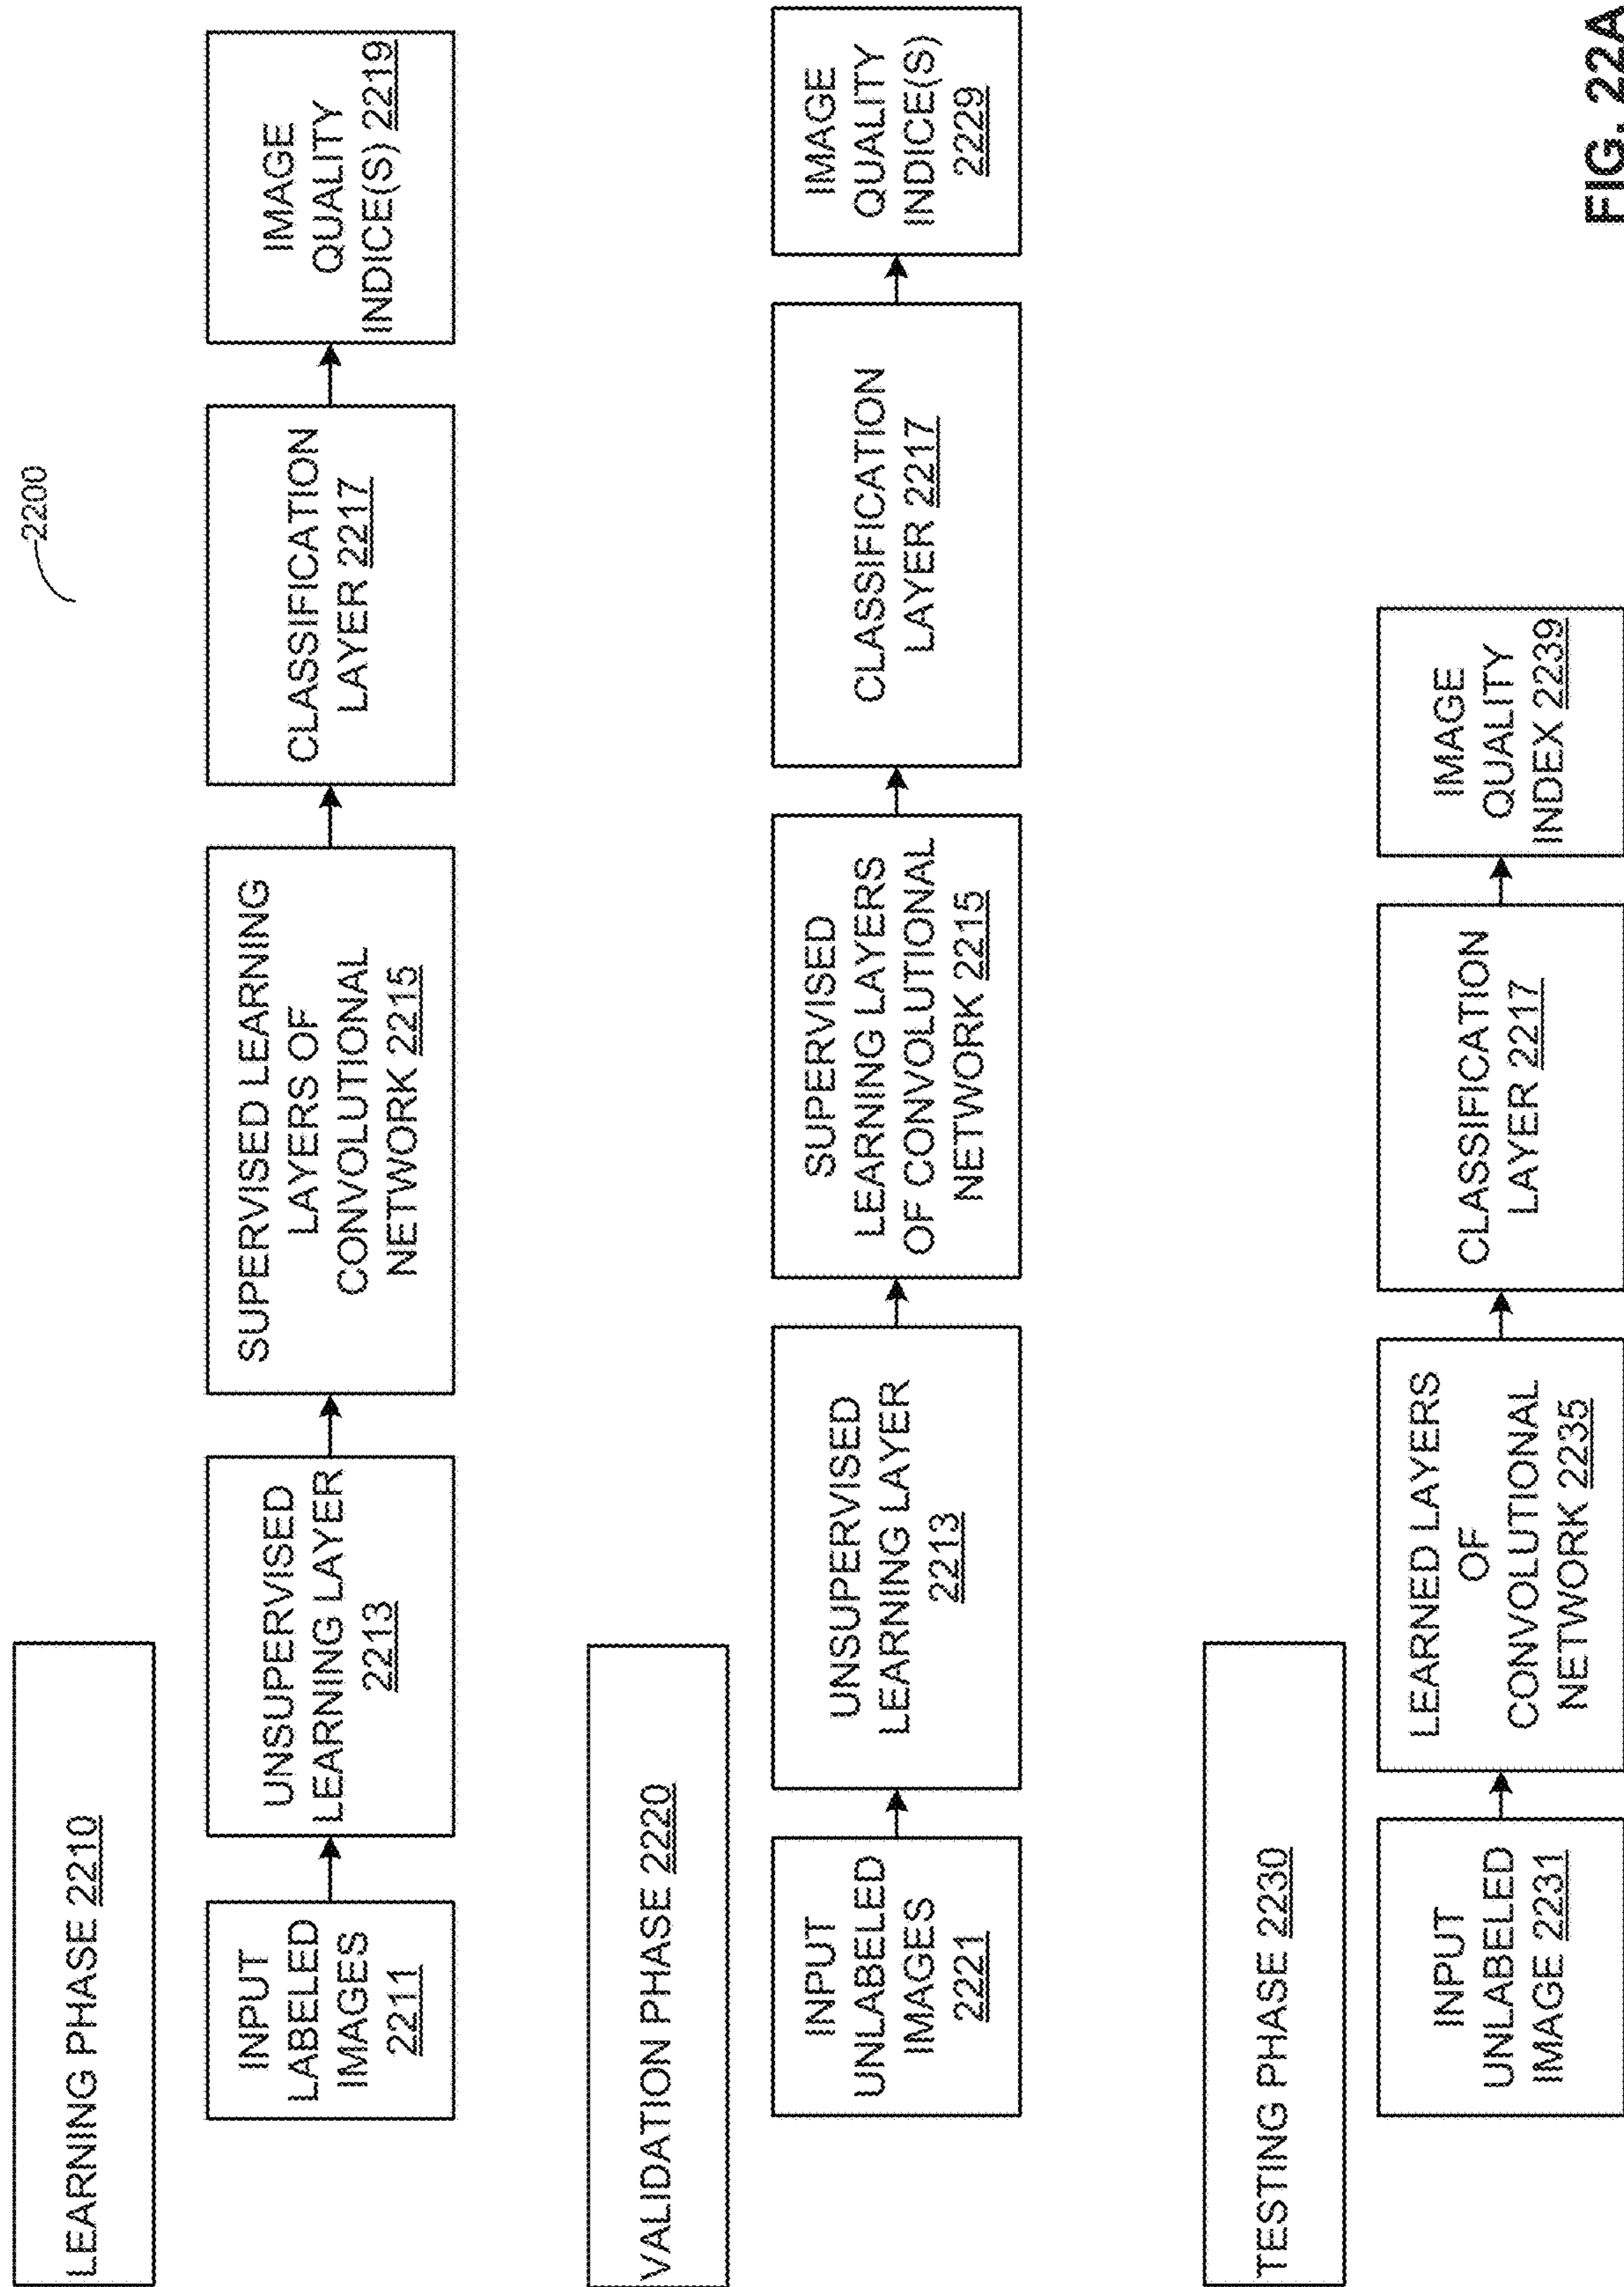 2200
LEARNING PHASE 2210
INPUT
LABELED
IMAGES
2211
UNSUPERVISED
LEARNING LAYER
2213
SUPERVISED LEARNING
LAYERS OF
CONVOLUTIONAL
NETWORK 2215
CLASSIFICATION
LAYER 2217
IMAGE
QUALITY
INDICE(S) 2219
VALIDATION PHASE 2220
INPUT
UNLABELED
IMAGES
2221
UNSUPERVISED
LEARNING LAYER
2213
SUPERVISED
LEARNING LAYERS
OF CONVOLUTIONAL
NETWORK 2215
CLASSIFICATION
LAYER 2217
IMAGE
QUALITY
INDICE(S)
2229
TESTING PHASE 2230
INPUT
UNLABELED
IMAGE 2231
LEARNED LAYERS
OF
CONVOLUTIONAL
NETWORK 2235
CLASSIFICATION
LAYER 2217
IMAGE
QUALITY
INDEX 2239
FIG. 22A